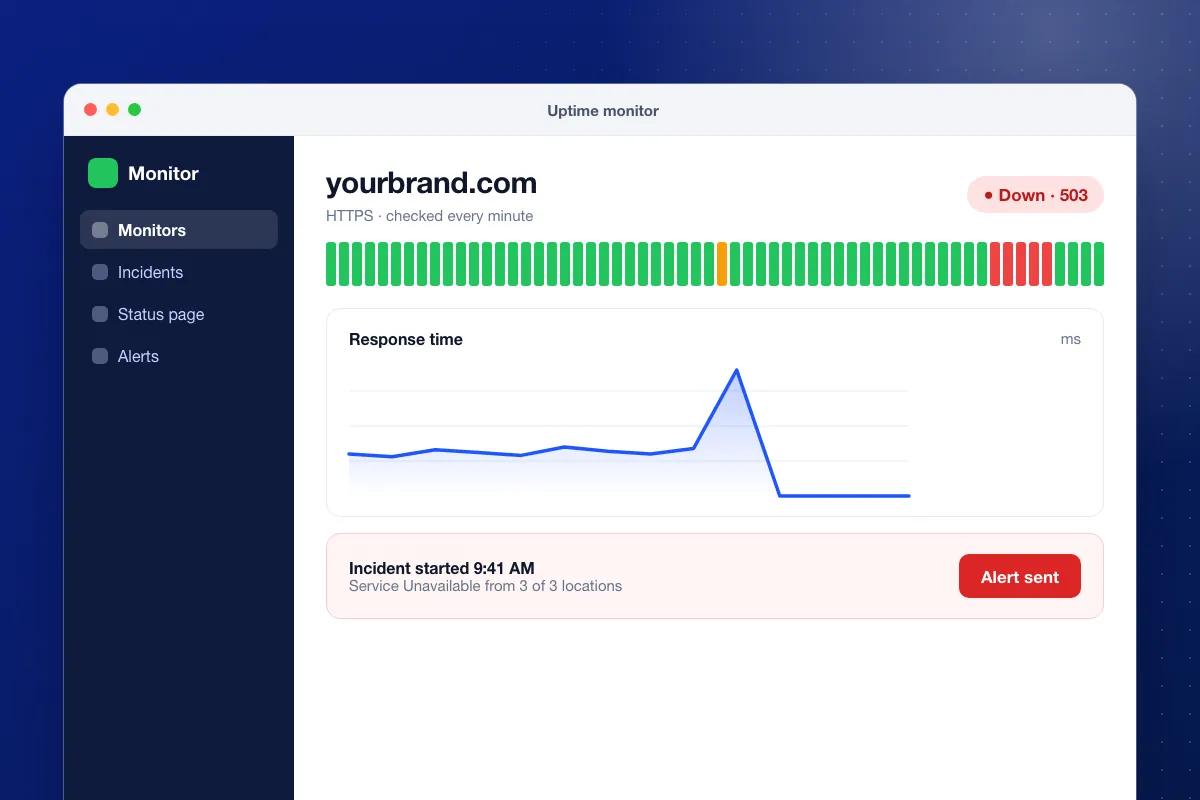 Uptime monitor
Monitor
Monitors
Incidents
Status page
Alerts
yourbrand.com
HTTPS · checked every minute
Down · 503
Response time
ms
Incident started 9:41 AM
Service Unavailable from 3 of 3 locations
Alert sent